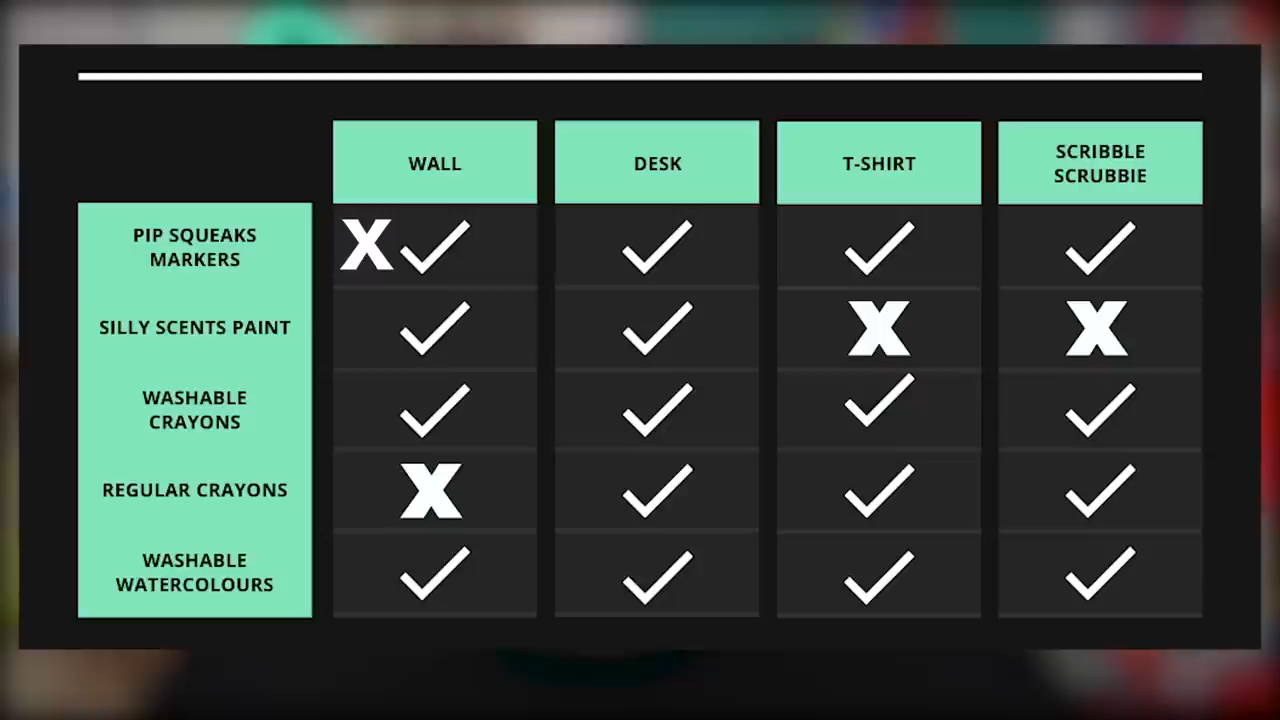 WALL
DESK
T-SHIRT
SCRIBBLE
SCRUBBIE
PIP SQUEAKS
MARKERS
X ✓ ✓ ✓ ✓
SILLY SCENTS PAINT
✓ ✓ X X
WASHABLE
CRAYONS
✓ ✓ ✓ ✓
REGULAR CRAYONS
X ✓ ✓ ✓
WASHABLE
WATERCOLOURS
✓ ✓ ✓ ✓